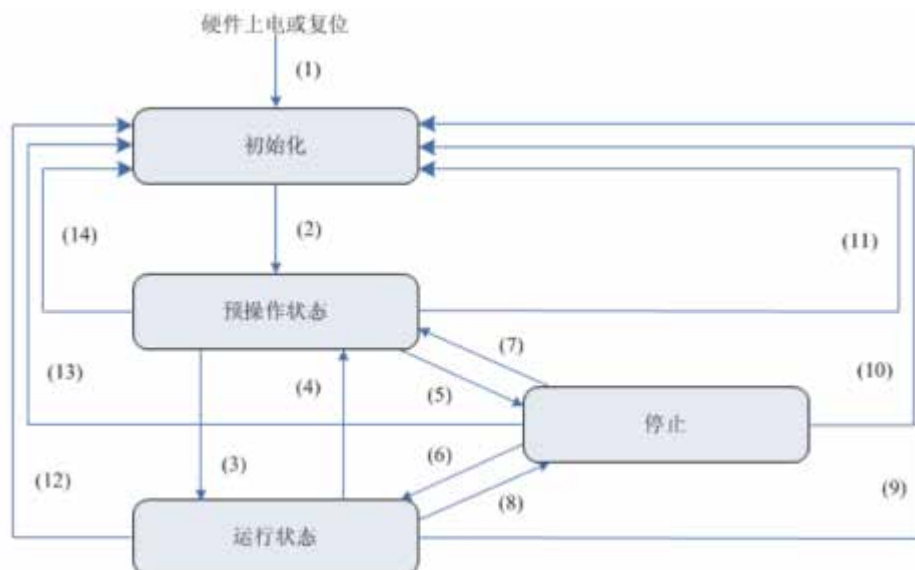 硬件上电或复位
(1)
初始化
(2)
(14)
(11)
预操作状态
(7)
(13)
(4)
(5)
(10)
停止
(6)
(3)
(12)
(8)
(9)
运行状态